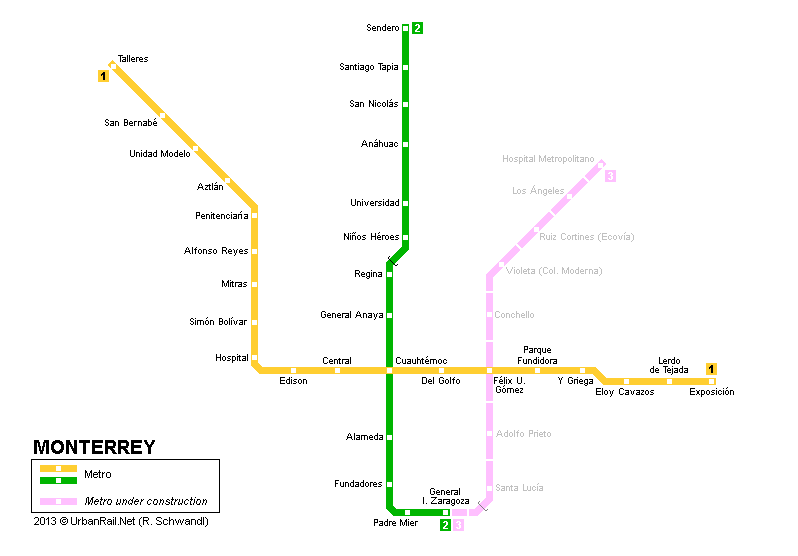 Sendero 2
Talleres
1
Santiago Tapia
San Nicolás
San Bernabé
Anáhuac
Unidad Modelo
Hospital Metropolitano
3
Aztlán
Los Ángeles
Universidad
Penitenciaría
Niños Héroes
Ruiz Cortines (Ecovía)
Alfonso Reyes
Regina
Violeta (Col. Moderna)
Mitras
General Anaya
Conchello
Simón Bolívar
Hospital
Central
Cuauhtémoc
Parque
Fundidora
Lerdo
de Tejada
1
Edison
Del Golfo
Félix U.
Gómez
Y Griega
Eloy Cavazos
Exposición
Alameda
Adolfo Prieto
Fundadores
General
I. Zaragoza
Santa Lucía
Padre Mier
2 3
MONTERREY
Metro
Metro under construction
2013 © UrbanRail.Net (R. Schwandl)